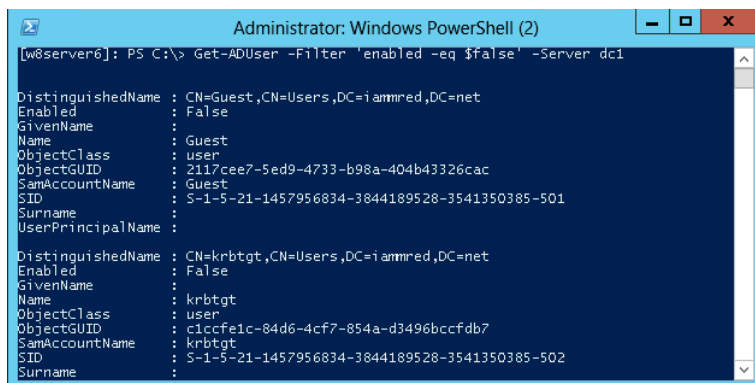 Administrator: Windows PowerShell (2)
[w8server6]: PS C:\> Get-ADUser -Filter 'enabled -eq $false' -Server dc1
DistinguishedName : CN=Guest,CN=Users,DC=iammred,DC=net
Enabled : False
GivenName :
Name : Guest
ObjectClass : user
ObjectGUID : 2117cee7-5ed9-4733-b98a-404b43326cac
SamAccountName : Guest
SID : S-1-5-21-1457956834-3844189528-3541350385-501
Surname :
UserPrincipalName :
DistinguishedName : CN=krbtgt,CN=Users,DC=iammred,DC=net
Enabled : False
GivenName :
Name : krbtgt
ObjectClass : user
ObjectGUID : c1ccfe1c-84d6-4cf7-854a-d3496bccfdb7
SamAccountName : krbtgt
SID : S-1-5-21-1457956834-3844189528-3541350385-502
Surname :